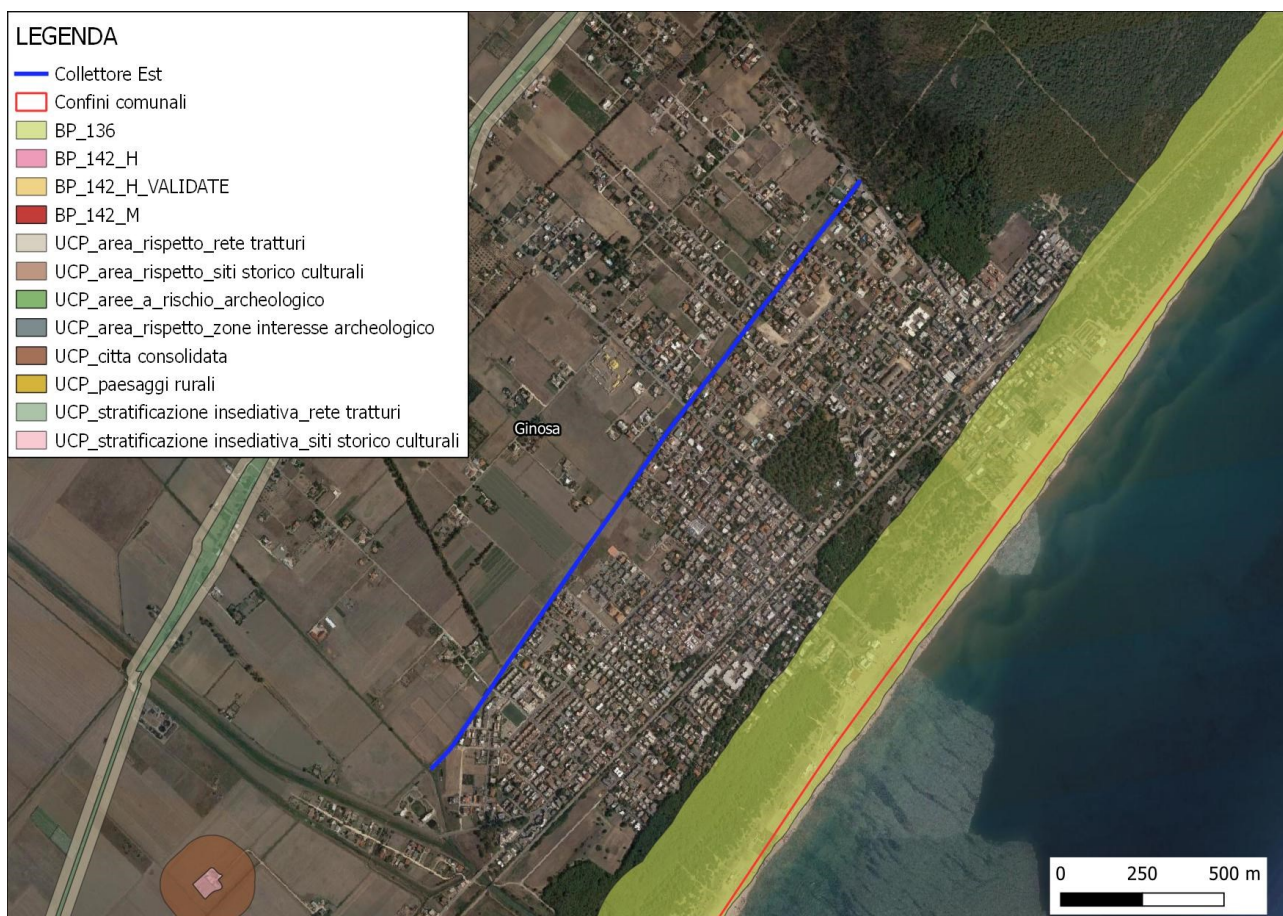 LEGENDA
Collettore Est
Confini comunali
BP_136
BP_142_H
BP_142_H_VALIDATE
BP_142_M
UCP_area_rispetto_rete tratturi
UCP_area_rispetto_siti storico culturali
UCP_aree_a_rischio_archeologico
UCP_area_rispetto_zone interesse archeologico
UCP_citta consolidata
UCP_paesaggi rurali
UCP_stratificazione insediativa_rete tratturi
UCP_stratificazione insediativa_siti storico culturali
Ginosa
0 250 500 m